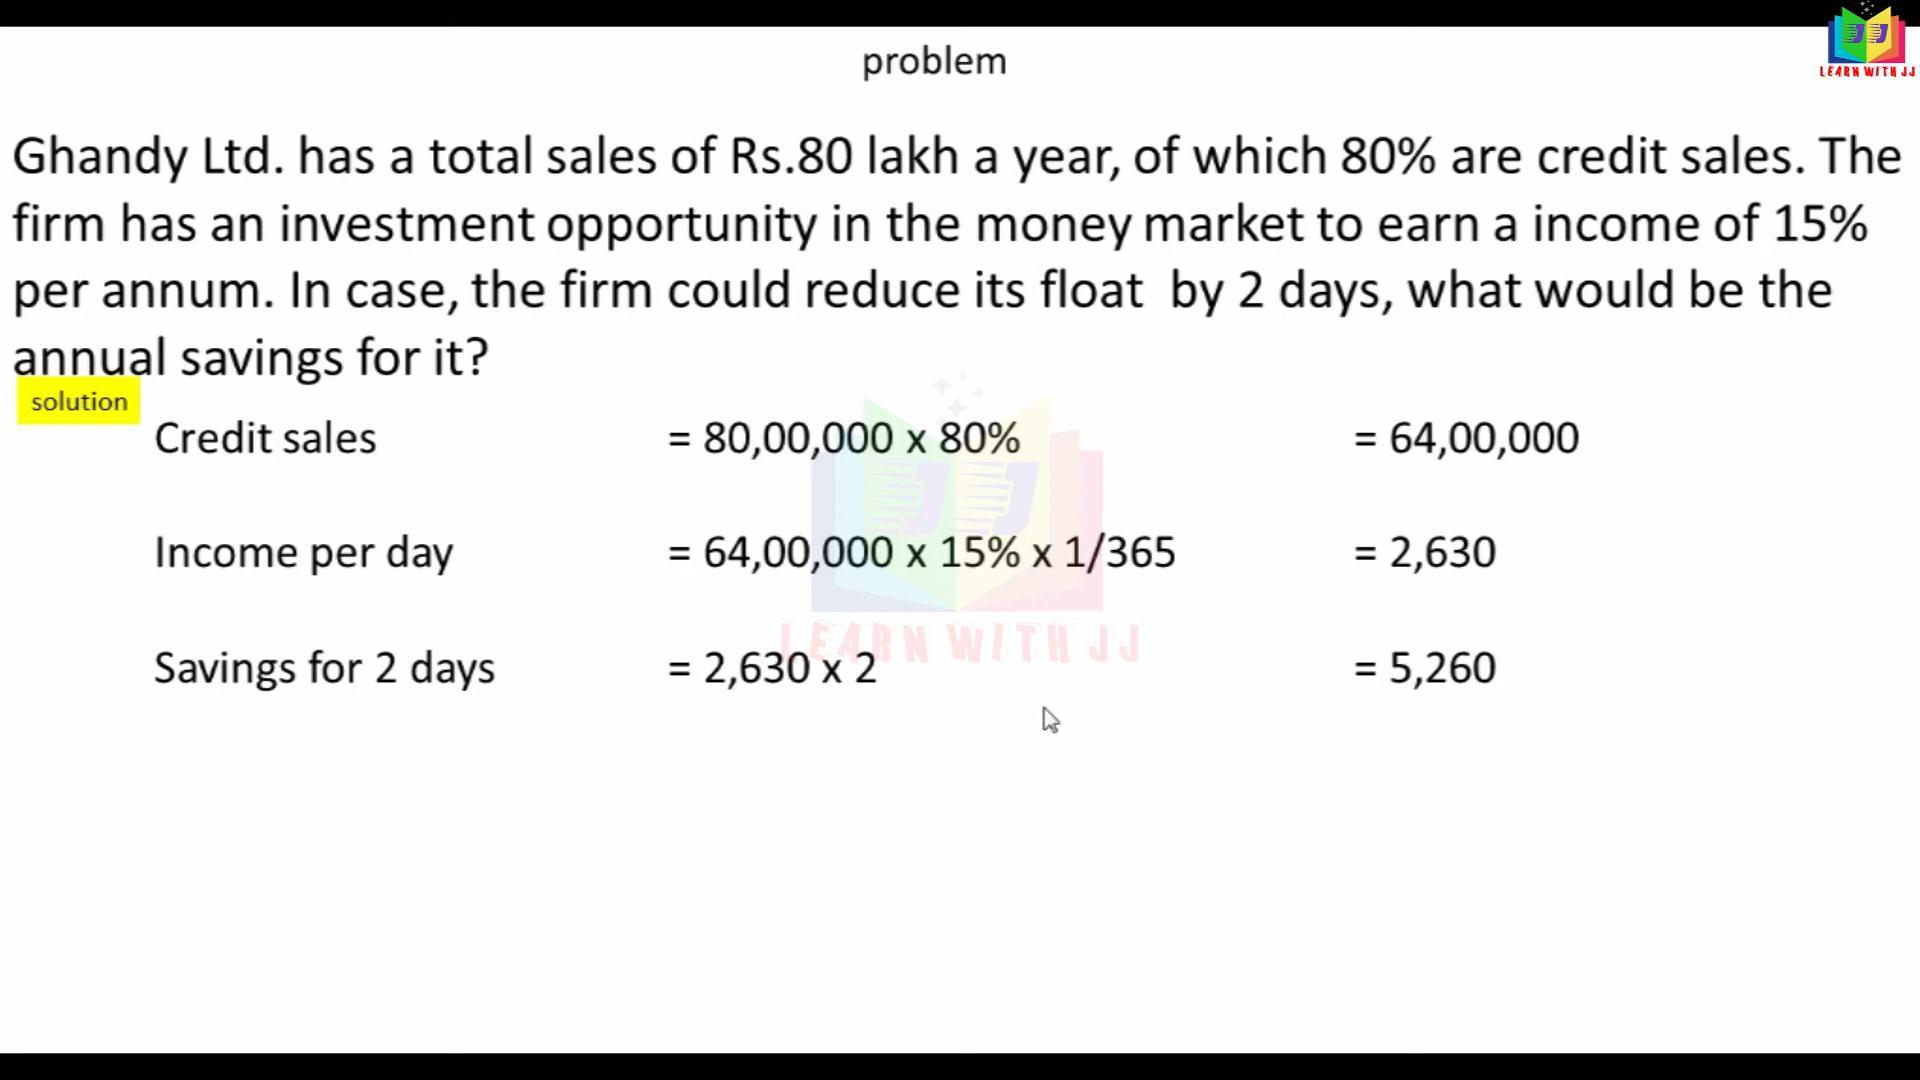 LEARN WITH JJ
problem
Ghandy Ltd. has a total sales of Rs.80 lakh a year, of which 80% are credit sales. The
firm has an investment opportunity in the money market to earn a income of 15%
per annum. In case, the firm could reduce its float by 2 days, what would be the
annual savings for it?
solution
Credit sales = 80,00,000 x 80% = 64,00,000
Income per day = 64,00,000 x 15% x 1/365 = 2,630
LEARN WITH JJ
Savings for 2 days = 2,630 x 2 = 5,260